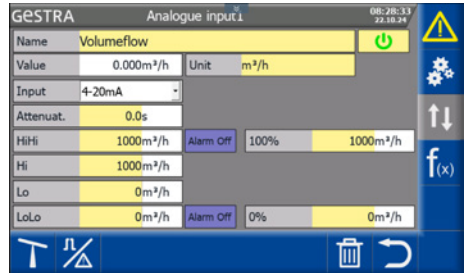 GESTRA Analogue input1 08:28:33
22.10.24
Name Volumeflow
Value 0.000m³/h Unit m³/h
Input 4-20mA
Attenuat. 0.0s
HiHi 1000m³/h Alarm Off 100% 1000m³/h
Hi 1000m³/h
Lo 0m³/h
LoLo 0m³/h Alarm Off 0% 0m³/h
f(x)